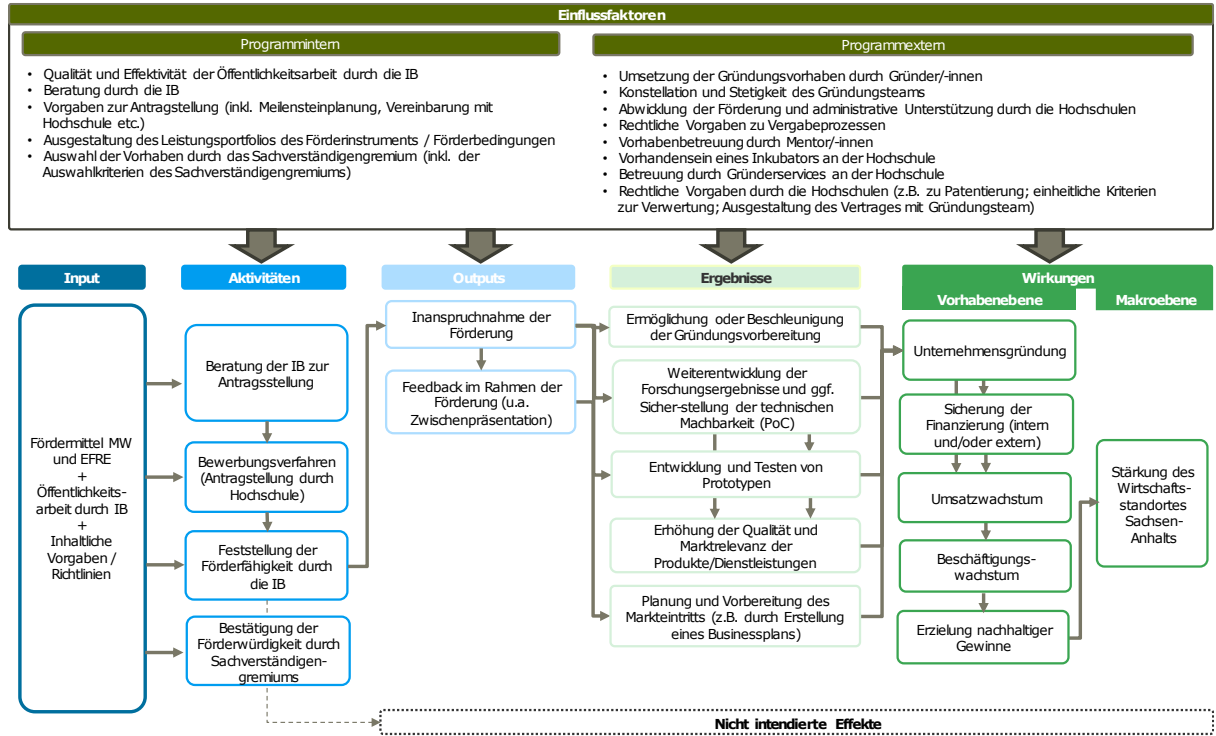 Einflussfaktoren
Programmintern
• Qualität und Effektivität der Öffentlichkeitsarbeit durch die IB
• Beratung durch die IB
• Vorgaben zur Antragstellung (inkl. Meilensteinplanung, Vereinbarung mit
Hochschule etc.)
• Ausgestaltung des Leistungsportfolios des Förderinstruments / Förderbedingungen
• Auswahl der Vorhaben durch das Sachverständigengremium (inkl. der
Auswahlkriterien des Sachverständigengremiums)
Programmextern
• Umsetzung der Gründungsvorhaben durch Gründer/-innen
• Konstellation und Stetigkeit des Gründungsteams
• Abwicklung der Förderung und administrative Unterstützung durch die Hochschulen
• Rechtliche Vorgaben zu Vergabeprozessen
• Vorhabenbetreuung durch Mentor/-innen
• Vorhandensein eines Inkubators an der Hochschule
• Betreuung durch Gründerservices an der Hochschule
• Rechtliche Vorgaben durch die Hochschulen (z.B. zu Patentierung; einheitliche Kriterien
zur Verwertung; Ausgestaltung des Vertrages mit Gründungsteam)
Input
Fördermittel MW
und EFRE
+
Öffentlichkeits-
arbeit durch IB
+
Inhaltliche
Vorgaben /
Richtlinien
Aktivitäten
Beratung der IB zur
Antragsstellung
Bewerbungsverfahren
(Antragstellung durch
Hochschule)
Feststellung der
Förderfähigkeit durch
die IB
Bestätigung der
Förderwürdigkeit durch
Sachverständigen-
gremiums
Outputs
Inanspruchnahme der
Förderung
Feedback im Rahmen der
Förderung (u.a.
Zwischenpräsentation)
Ergebnisse
Ermöglichung oder Beschleunigung
der Gründungsvorbereitung
Weiterentwicklung der
Forschungsergebnisse und ggf.
Sicher-stellung der technischen
Machbarkeit (PoC)
Entwicklung und Testen von
Prototypen
Erhöhung der Qualität und
Marktrelevanz der
Produkte/Dienstleistungen
Planung und Vorbereitung des
Markteintritts (z.B. durch Erstellung
eines Businessplans)
Wirkungen
Vorhabenebene
Unternehmensgründung
Sicherung der
Finanzierung (intern
und/oder extern)
Umsatzwachstum
Beschäftigungs-
wachstum
Erzielung nachhaltiger
Gewinne
Makroebene
Stärkung des
Wirtschafts-
standortes
Sachsen-
Anhalts
Nicht intendierte Effekte